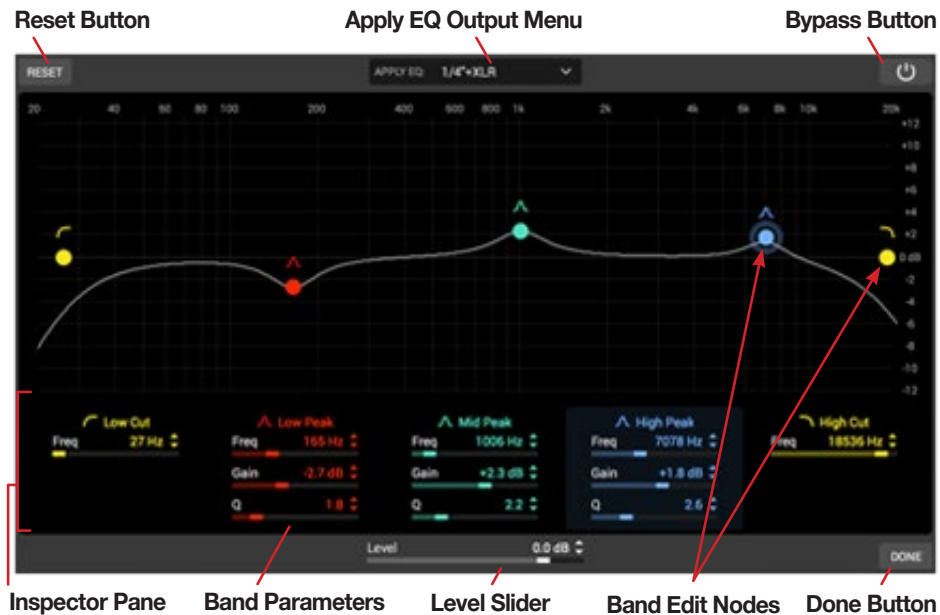 Reset Button Apply EQ Output Menu Bypass Button
RESET APPLY EQ: 1/4"+XLR
20 40 60 80 100 200 400 600 800 1k 2k 4k 6k 8k 10k 20k
+12
+10
+8
+6
+4
+2
0 dB
-2
-4
-6
-8
-10
-12
Low Cut Low Peak Mid Peak High Peak High Cut
Freq 27 Hz Freq 165 Hz Freq 1006 Hz Freq 7078 Hz Freq 18536 Hz
Gain -2.7 dB Gain +2.3 dB Gain +1.8 dB
Q 1.8 Q 2.2 Q 2.6
Level 0.0 dB DONE
Inspector Pane Band Parameters Level Slider Band Edit Nodes Done Button